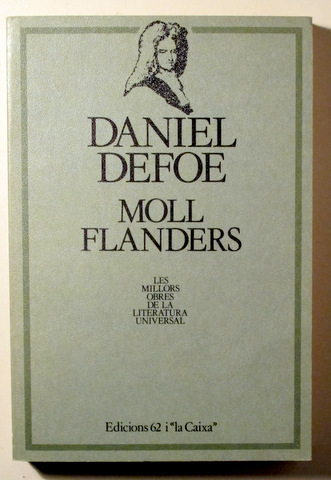 DANIEL
DEFOE
MOLL
FLANDERS
LES
MILLORS
OBRES
DE LA
LITERATURA
UNIVERSAL
Edicions 62 i "la Caixa"